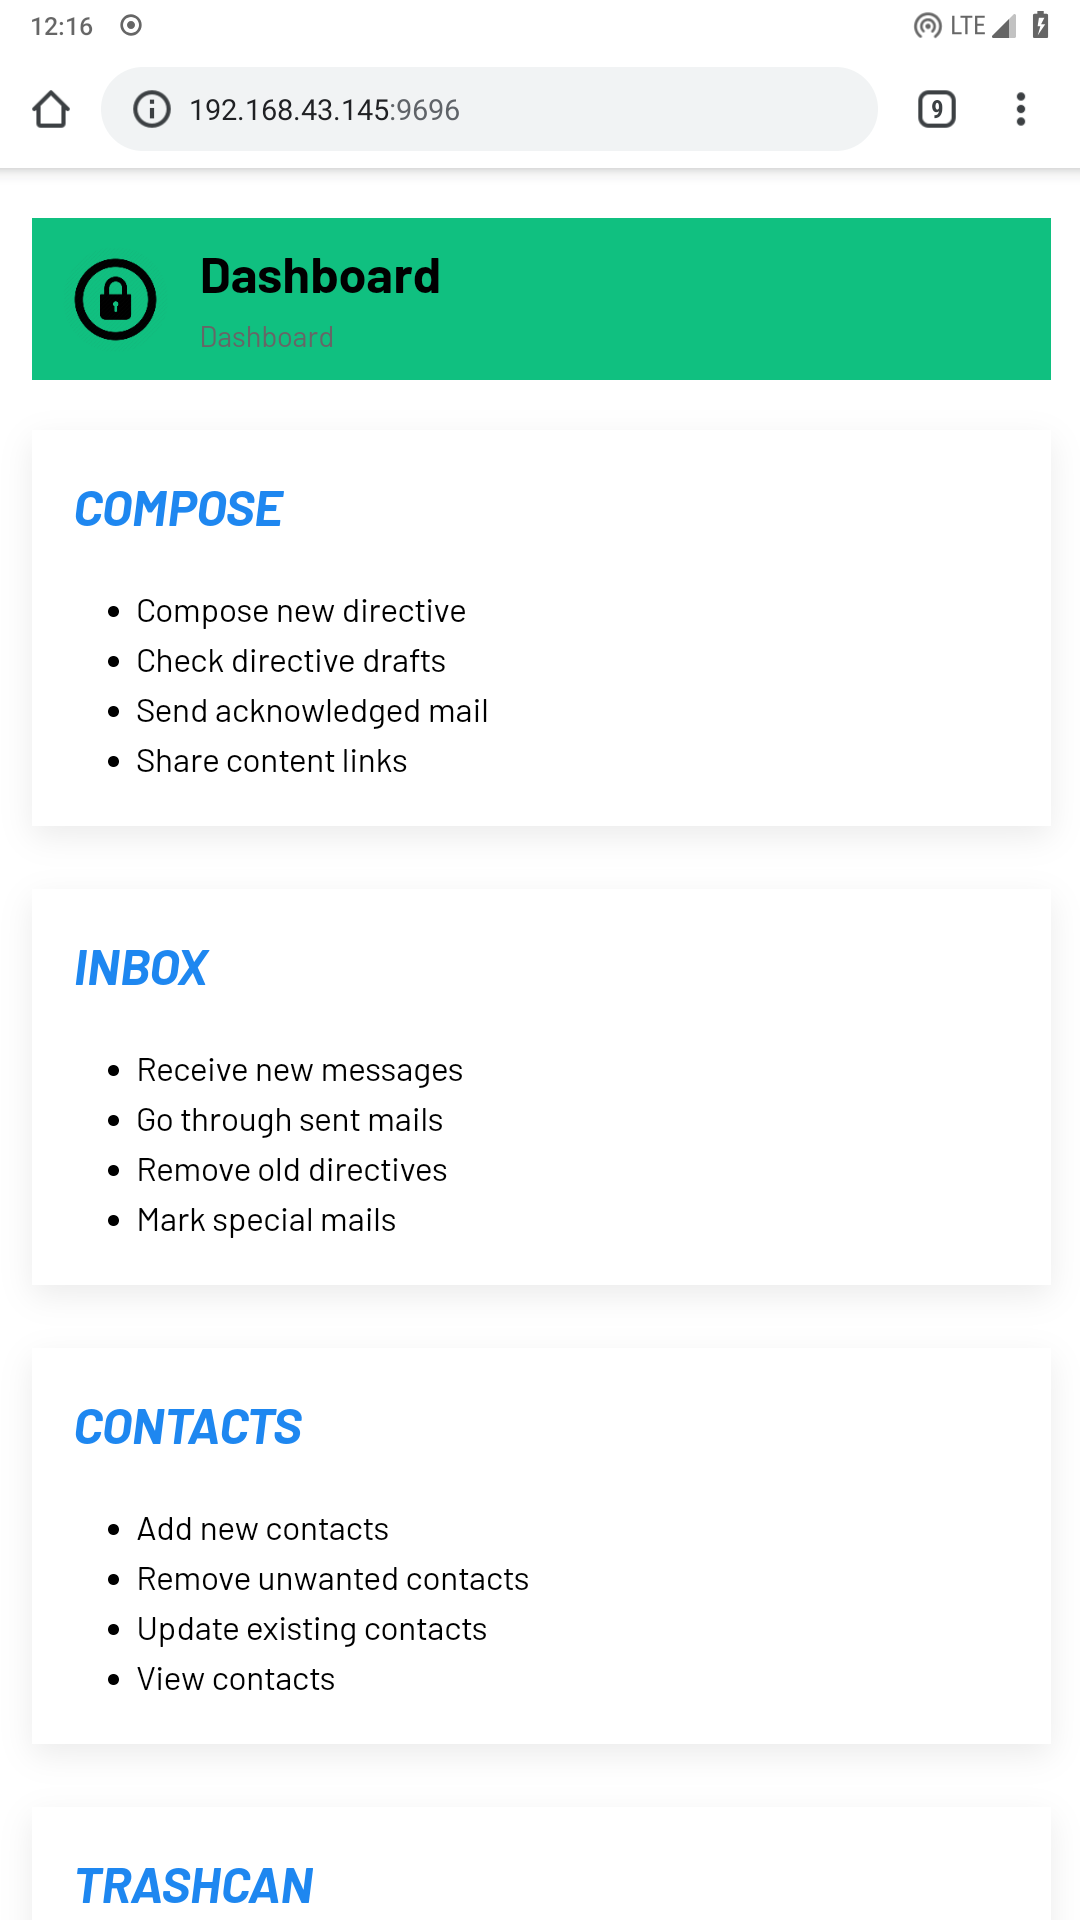 12:16
LTE
192.168.43.145:9696
9
Dashboard
Dashboard
COMPOSE
Compose new directive
Check directive drafts
Send acknowledged mail
Share content links
INBOX
Receive new messages
Go through sent mails
Remove old directives
Mark special mails
CONTACTS
Add new contacts
Remove unwanted contacts
Update existing contacts
View contacts
TRASHCAN